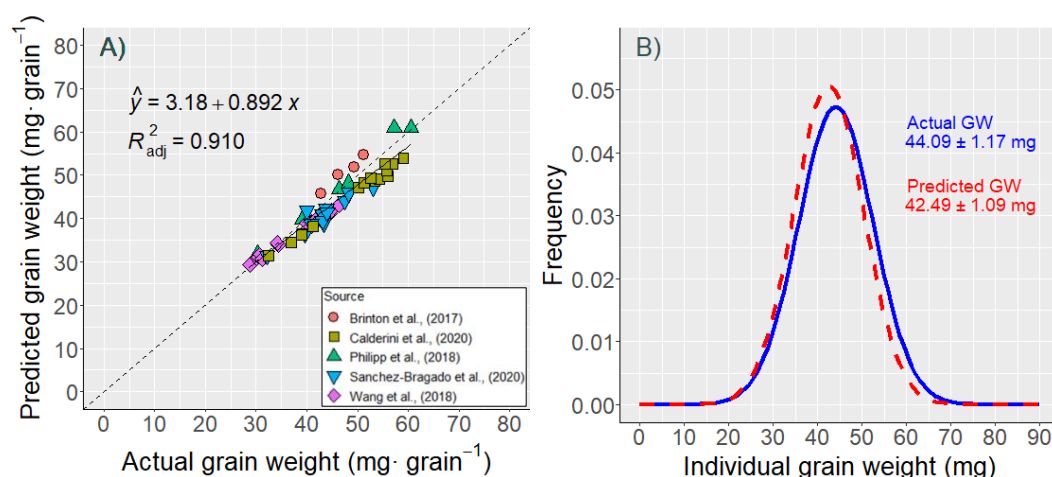 A)
ŷ = 3.18 + 0.892 x
R²adj = 0.910
Predicted grain weight (mg· grain⁻¹)
80
70
60
50
40
30
20
10
0
Source
Brinton et al., (2017)
Calderini et al., (2020)
Philipp et al., (2018)
Sanchez-Bragado et al., (2020)
Wang et al., (2018)
0 10 20 30 40 50 60 70 80
Actual grain weight (mg· grain⁻¹)
B)
Frequency
0.05
0.04
0.03
0.02
0.01
0.00
Actual GW
44.09 ± 1.17 mg
Predicted GW
42.49 ± 1.09 mg
0 10 20 30 40 50 60 70 80 90
Individual grain weight (mg)